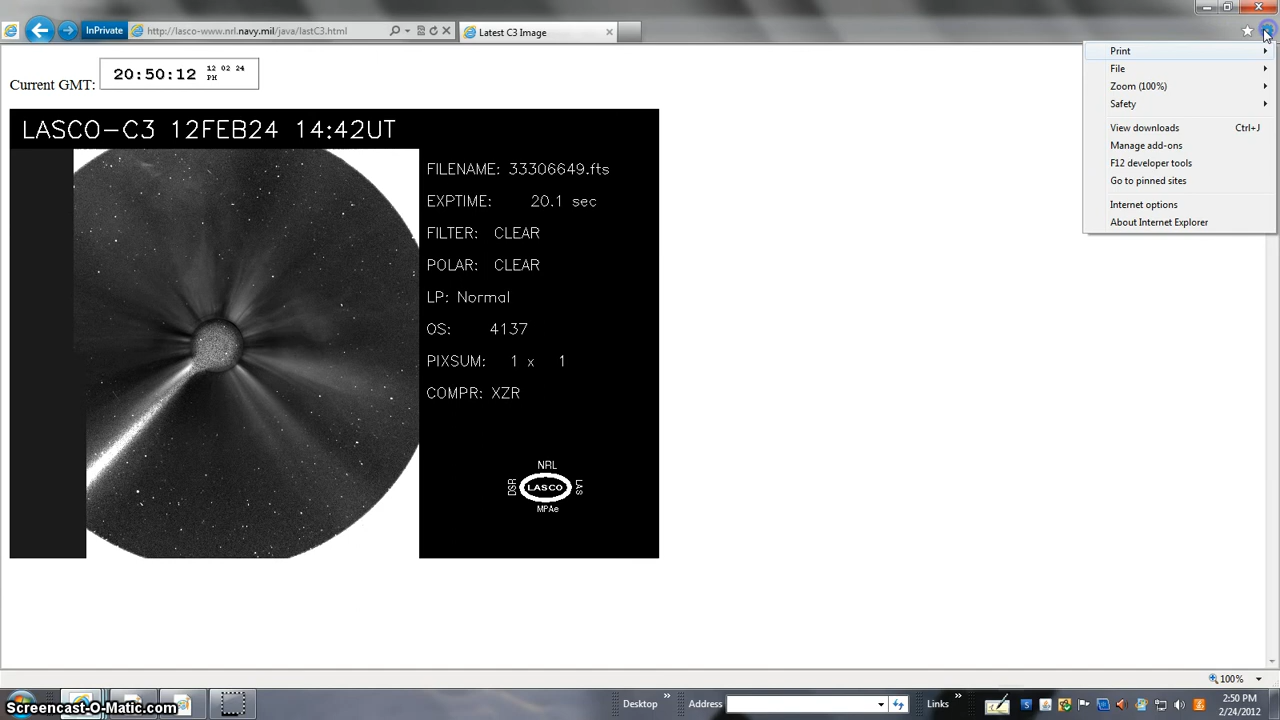 InPrivate
http://lasco-www.nrl.navy.mil/java/lastC3.html
Latest C3 Image
Print
File
Zoom (100%)
Safety
View downloads Ctrl+J
Manage add-ons
F12 developer tools
Go to pinned sites
Internet options
About Internet Explorer
Current GMT: 20:50:12 12 02 24 PM
LASCO-C3 12FEB24 14:42UT
FILENAME: 33306649.fts
EXPTIME: 20.1 sec
FILTER: CLEAR
POLAR: CLEAR
LP: Normal
OS: 4137
PIXSUM: 1 x 1
COMPR: XZR
NRL
DSR LASCO LAS
MPAe
100%
Screencast-O-Matic.com
Desktop » Address Links »
2:50 PM
2/24/2012